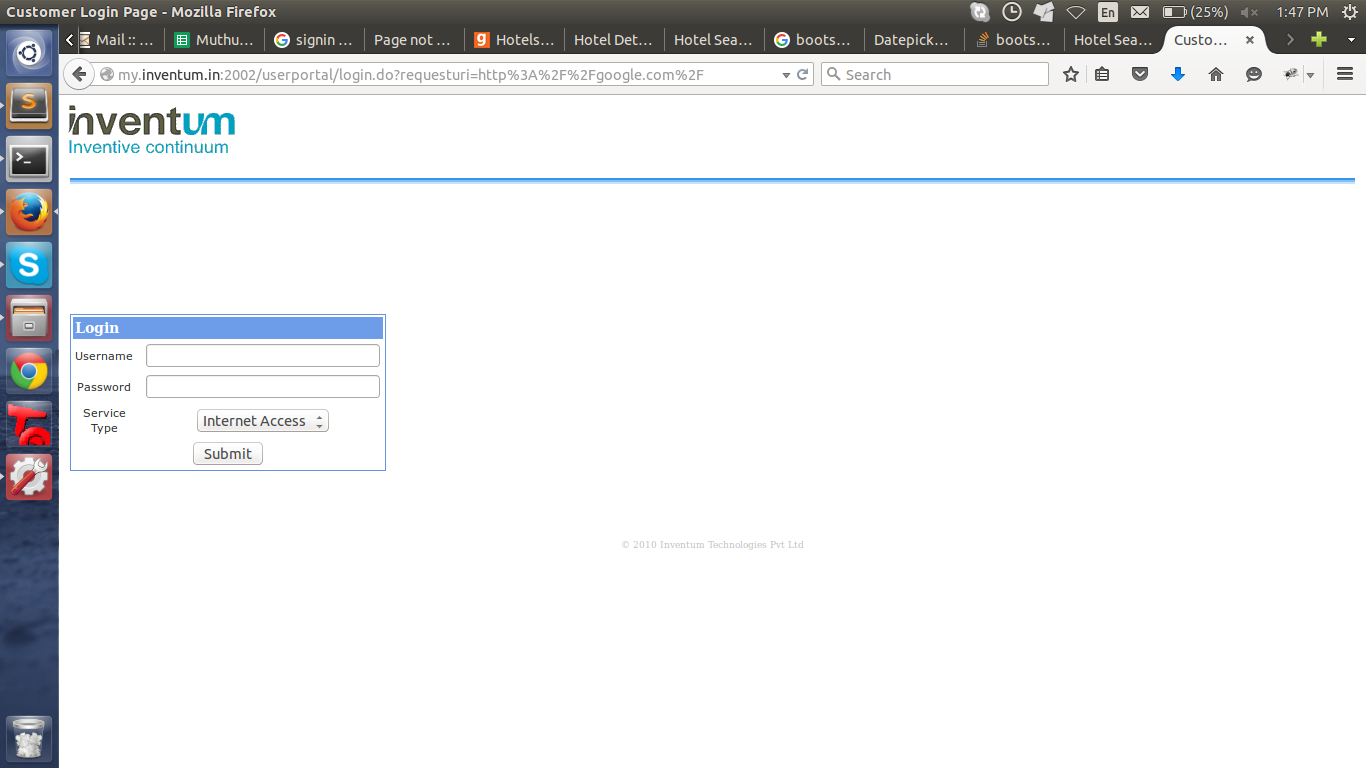 Customer Login Page - Mozilla Firefox
En
(25%)
1:47 PM
Mail :: ...
Muthu...
signin ...
Page not ...
Hotels...
Hotel Det...
Hotel Sea...
boots...
Datepick...
boots...
Hotel Sea...
Custo...
my.inventum.in:2002/userportal/login.do?requesturi=http%3A%2F%2Fgoogle.com%2F
Search
inventum
Inventive continuum
Login
Username
Password
Service
Type
Internet Access
Submit
© 2010 Inventum Technologies Pvt Ltd